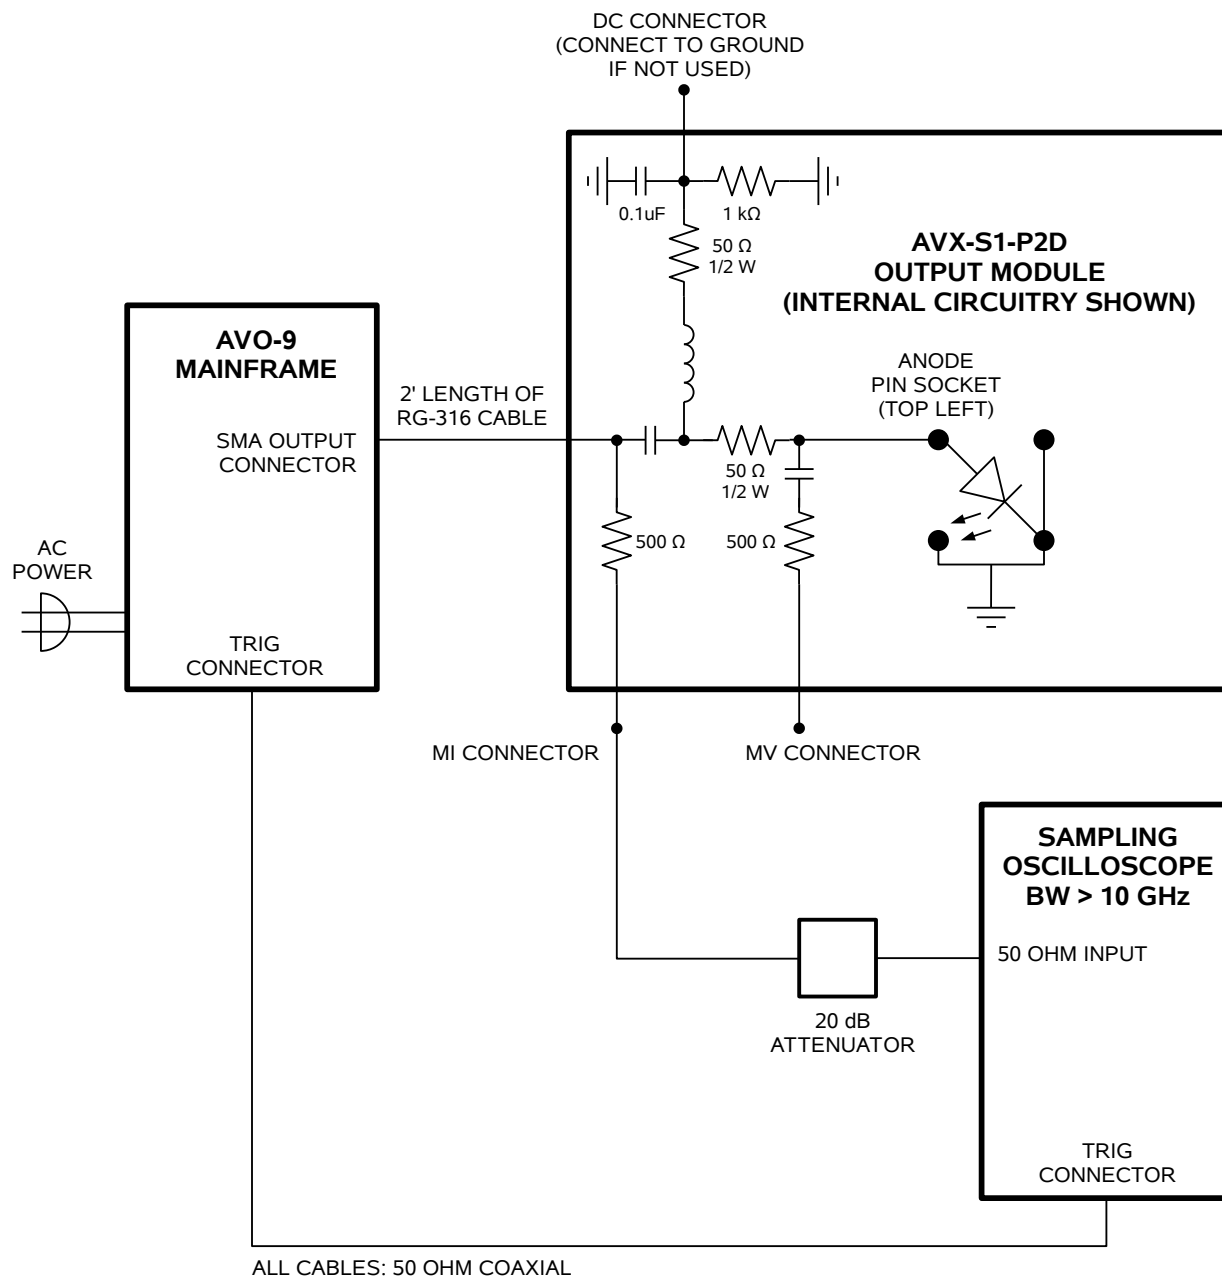 DC CONNECTOR
(CONNECT TO GROUND
IF NOT USED)
0.1uF
1 kΩ
50 Ω
1/2 W
AVX-S1-P2D
OUTPUT MODULE
(INTERNAL CIRCUITRY SHOWN)
AVO-9
MAINFRAME
2' LENGTH OF
RG-316 CABLE
ANODE
PIN SOCKET
(TOP LEFT)
SMA OUTPUT
CONNECTOR
50 Ω
1/2 W
500 Ω
500 Ω
AC
POWER
TRIG
CONNECTOR
MI CONNECTOR
MV CONNECTOR
SAMPLING
OSCILLOSCOPE
BW > 10 GHz
50 OHM INPUT
20 dB
ATTENUATOR
TRIG
CONNECTOR
ALL CABLES: 50 OHM COAXIAL